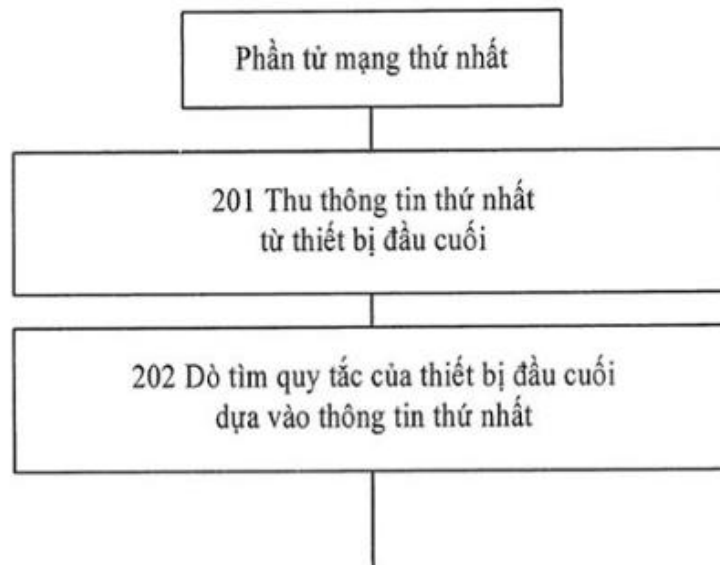 Phần tử mạng thứ nhất
201 Thu thông tin thứ nhất
từ thiết bị đầu cuối
202 Dò tìm quy tắc của thiết bị đầu cuối
dựa vào thông tin thứ nhất